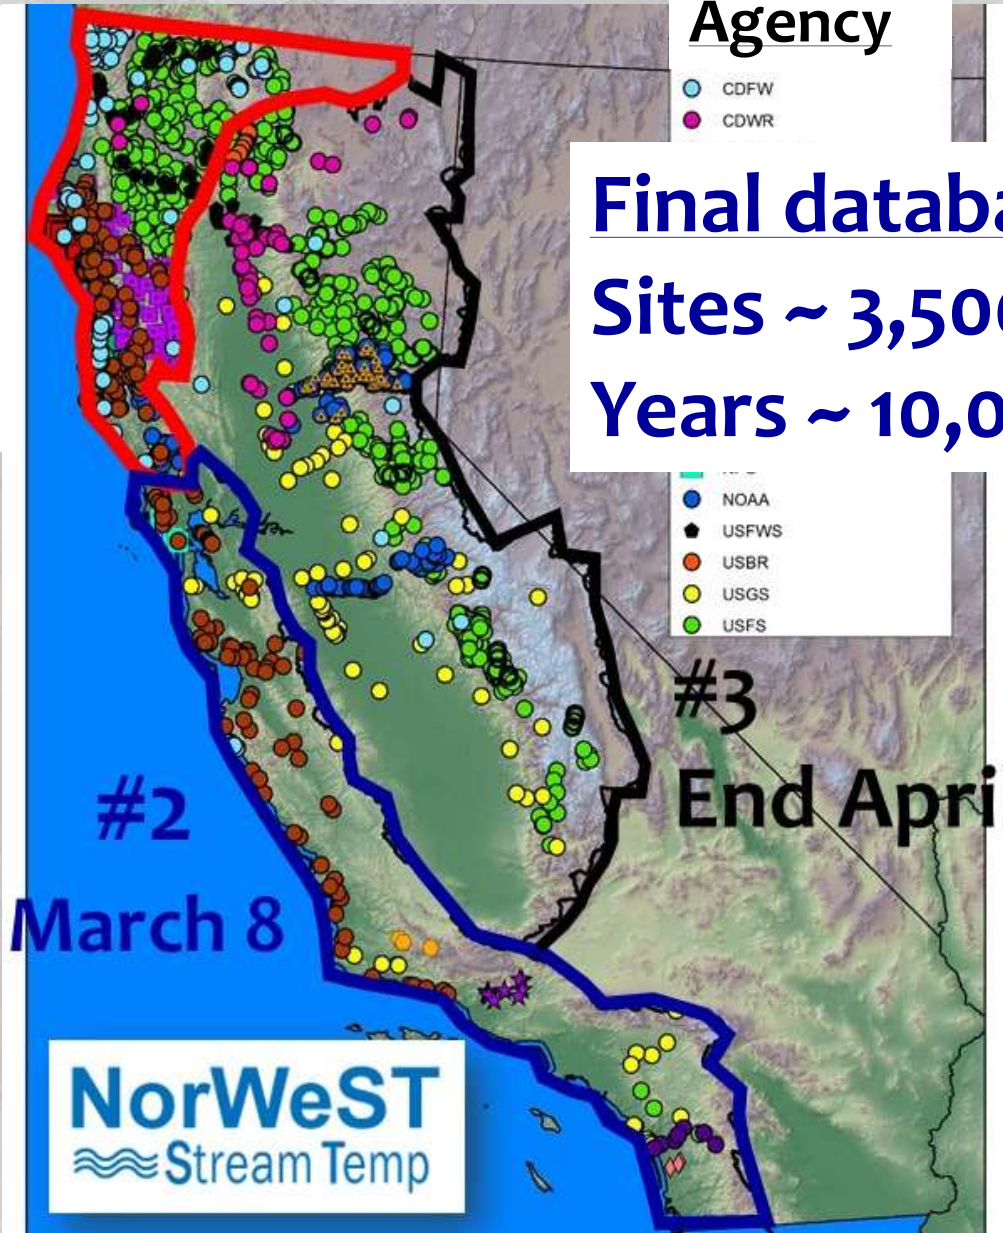 Agency
CDFW
CDWR
Final databa
Sites ~ 3,50
Years ~ 10,0
NOAA
USFWS
USBR
USGS
USFS
#3
End Apri
#2
March 8
NorWeST
Stream Temp